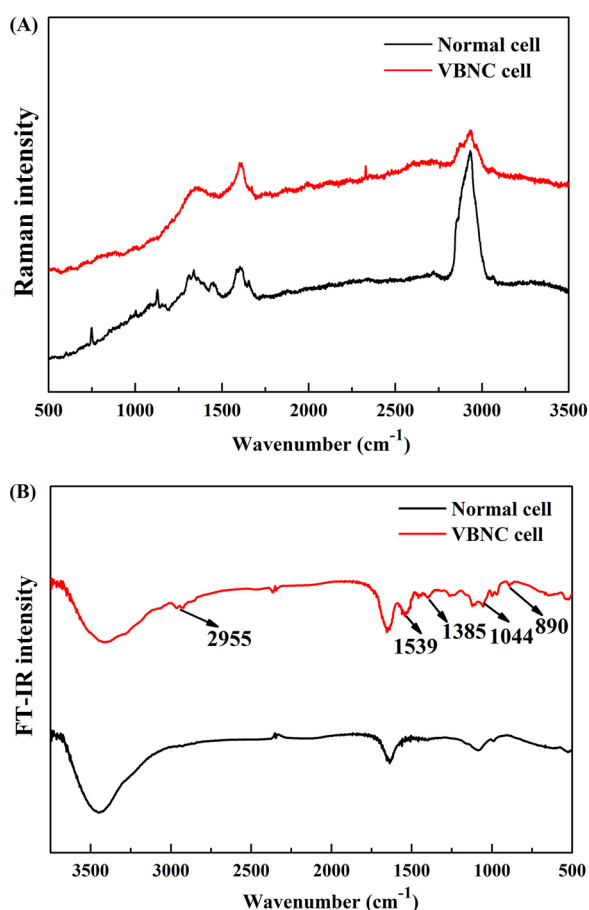 (A)
Normal cell
VBNC cell
Raman intensity
500 1000 1500 2000 2500 3000 3500
Wavenumber (cm⁻¹)
(B)
Normal cell
VBNC cell
FT-IR intensity
2955
1539
1385
1044
890
3500 3000 2500 2000 1500 1000 500
Wavenumber (cm⁻¹)